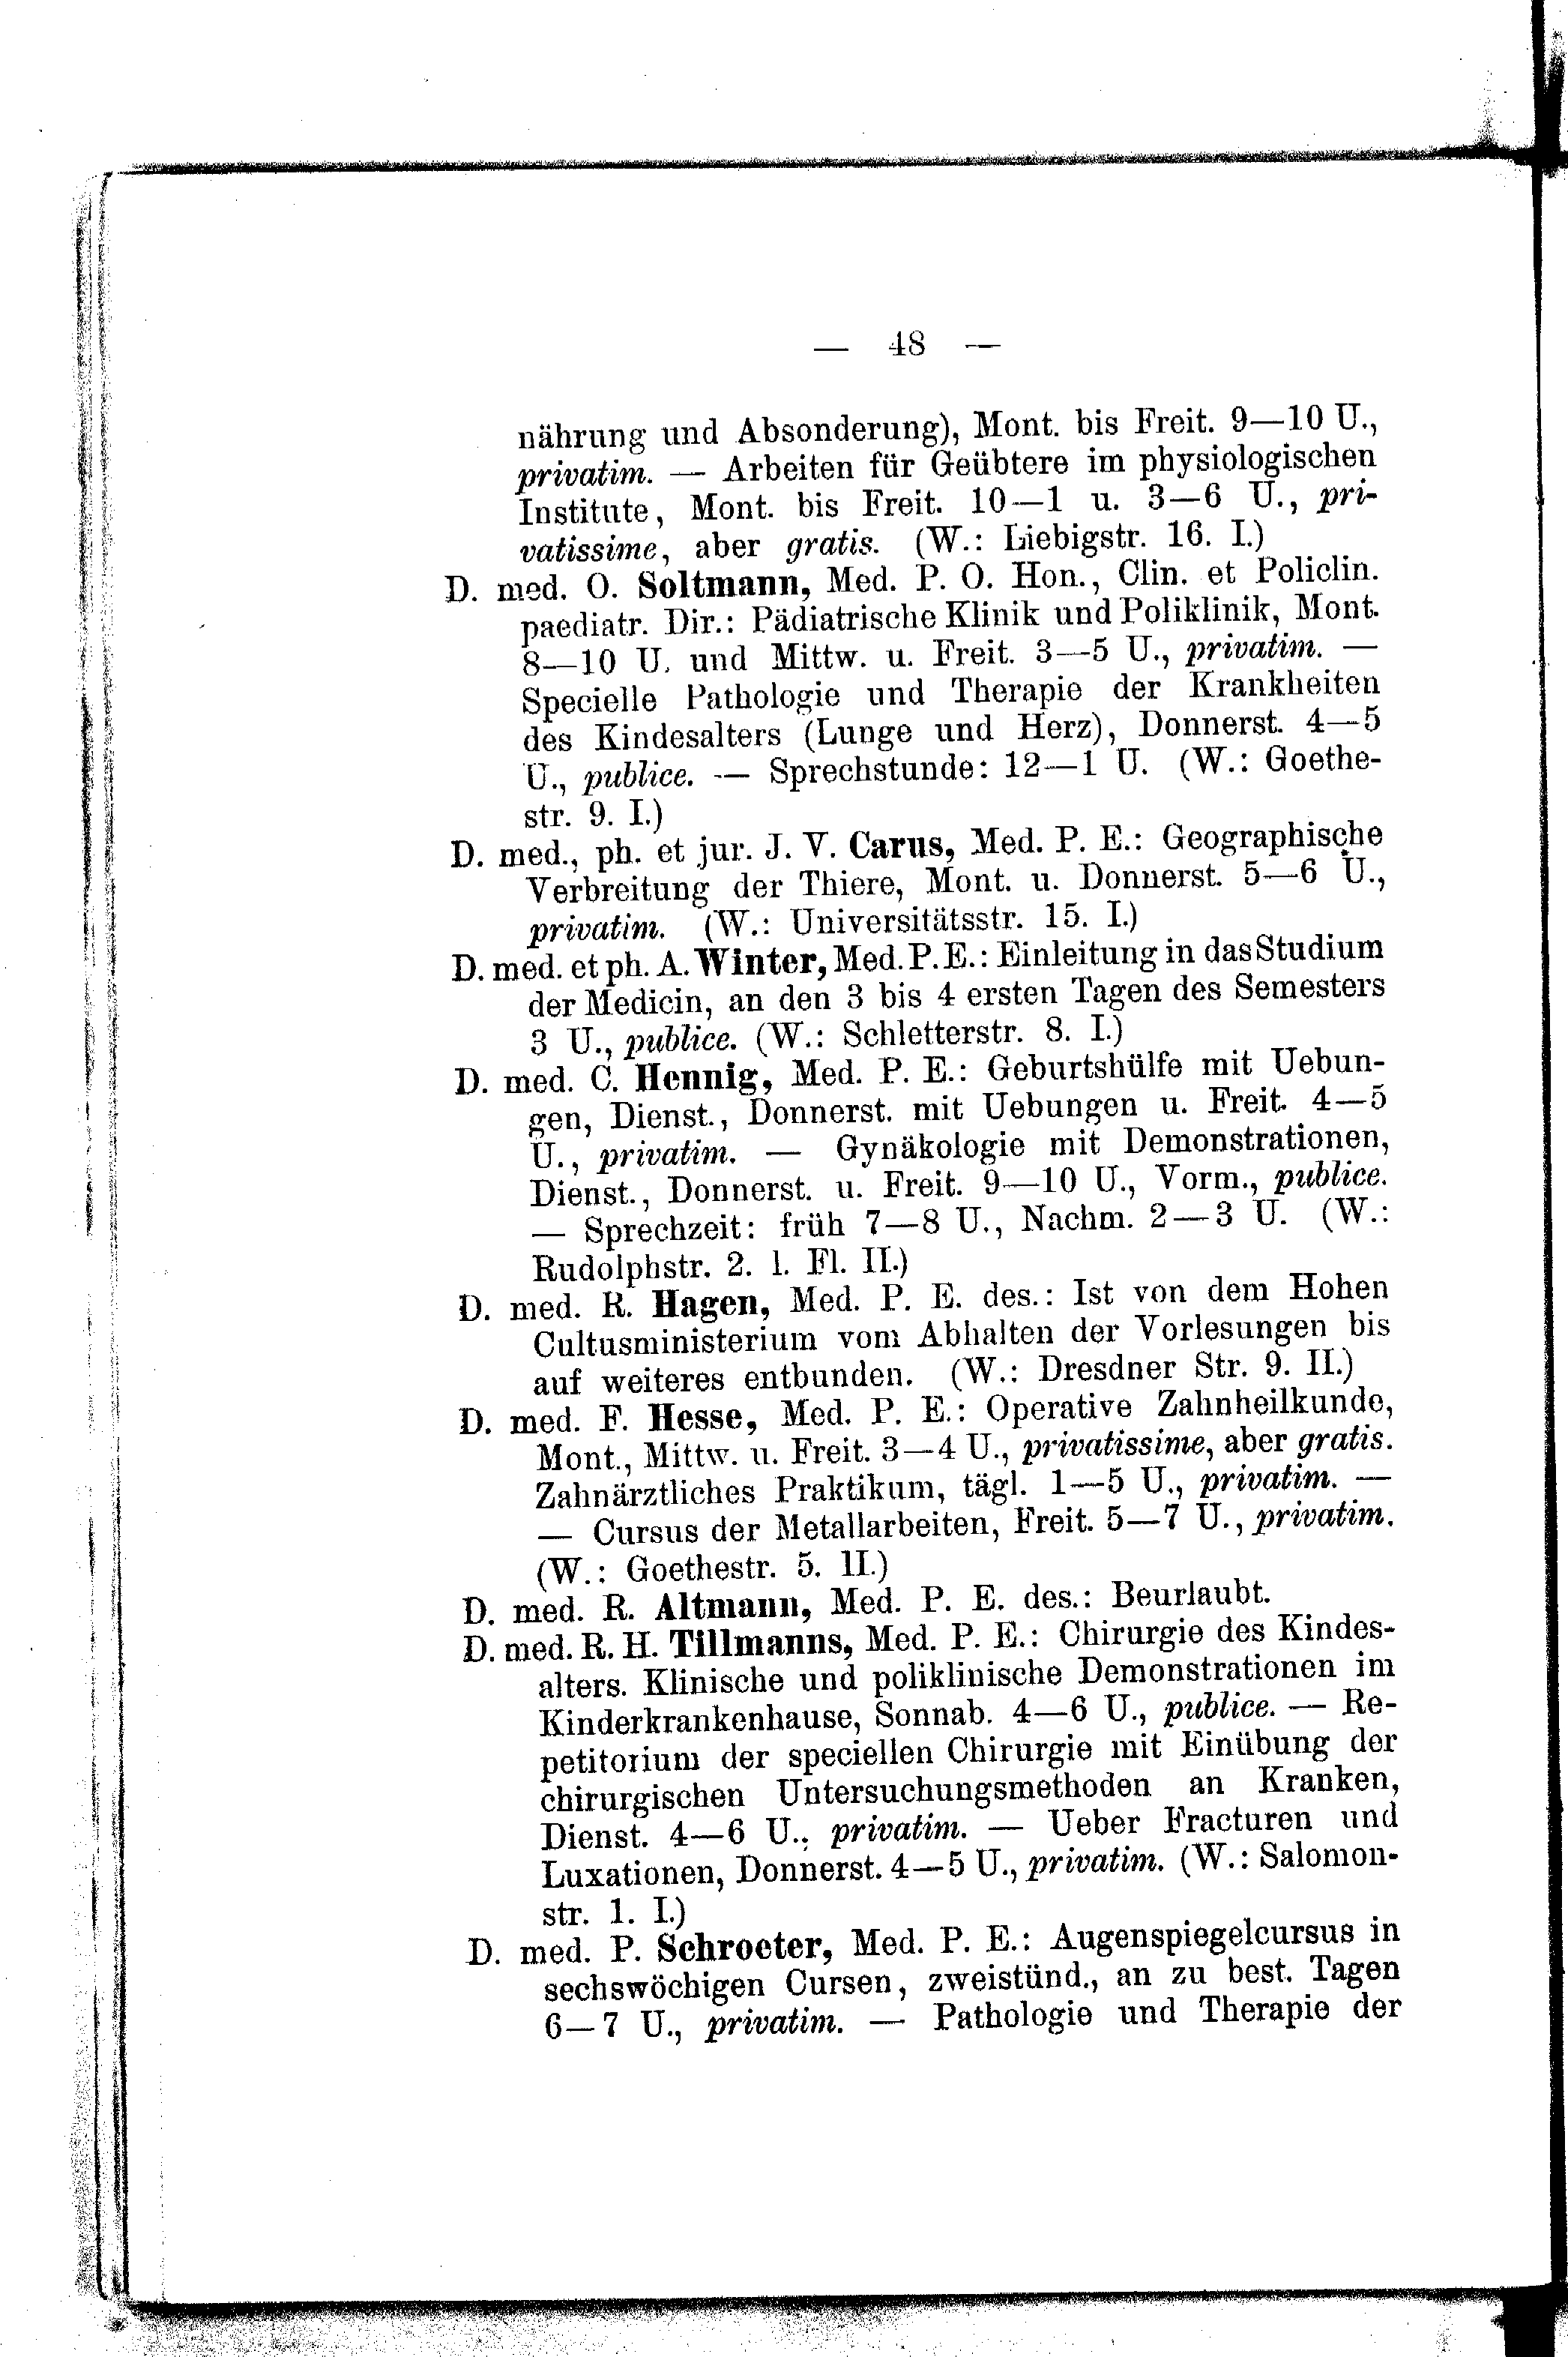 — 48 —
nährung und Absonderung), Mont. bis Freit. 9—10 U.,
privatim. — Arbeiten für Geübtere im physiologischen
Institute, Mont. bis Freit. 10—1 u. 3—6 U., pri-
vatissime, aber gratis. (W.: Liebigstr. 16. I.)
D. med. O. Soltmann, Med. P. O. Hon., Clin. et Policlin.
paediatr. Dir.: Pädiatrische Klinik und Poliklinik, Mont.
8—10 U. und Mittw. u. Freit. 3—5 U., privatim. —
Specielle Pathologie und Therapie der Krankheiten
des Kindesalters (Lunge und Herz), Donnerst. 4—5
U., publice. — Sprechstunde: 12—1 U. (W.: Goethe-
str. 9. I.)
D. med., ph. et jur. J. V. Carus, Med. P. E.: Geographische
Verbreitung der Thiere, Mont. u. Donnerst. 5—6 U.,
privatim. (W.: Universitätsstr. 15. I.)
D. med. et ph. A. Winter, Med. P. E.: Einleitung in das Studium
der Medicin, an den 3 bis 4 ersten Tagen des Semesters
3 U., publice. (W.: Schletterstr. 8. I.)
D. med. C. Hennig, Med. P. E.: Geburtshülfe mit Uebun-
gen, Dienst., Donnerst. mit Uebungen u. Freit. 4—5
U., privatim. — Gynäkologie mit Demonstrationen,
Dienst., Donnerst. u. Freit. 9—10 U., Vorm., publice.
— Sprechzeit: früh 7—8 U., Nachm. 2—3 U. (W.:
Rudolphstr. 2. l. Fl. II.)
D. med. R. Hagen, Med. P. E. des.: Ist von dem Hohen
Cultusministerium vom Abhalten der Vorlesungen bis
auf weiteres entbunden. (W.: Dresdner Str. 9. II.)
D. med. F. Hesse, Med. P. E.: Operative Zahnheilkunde,
Mont., Mittw. u. Freit. 3—4 U., privatissime, aber gratis.
Zahnärztliches Praktikum, tägl. 1—5 U., privatim. —
— Cursus der Metallarbeiten, Freit. 5—7 U., privatim.
(W.: Goethestr. 5. II.)
D. med. R. Altmann, Med. P. E. des.: Beurlaubt.
D. med. R. H. Tillmanns, Med. P. E.: Chirurgie des Kindes-
alters. Klinische und poliklinische Demonstrationen im
Kinderkrankenhause, Sonnab. 4—6 U., publice. — Re-
petitorium der speciellen Chirurgie mit Einübung der
chirurgischen Untersuchungsmethoden an Kranken,
Dienst. 4—6 U., privatim. — Ueber Fracturen und
Luxationen, Donnerst. 4—5 U., privatim. (W.: Salomon-
str. 1. I.)
D. med. P. Schroeter, Med. P. E.: Augenspiegelcursus in
sechswöchigen Cursen, zweistünd., an zu best. Tagen
6—7 U., privatim. — Pathologie und Therapie der